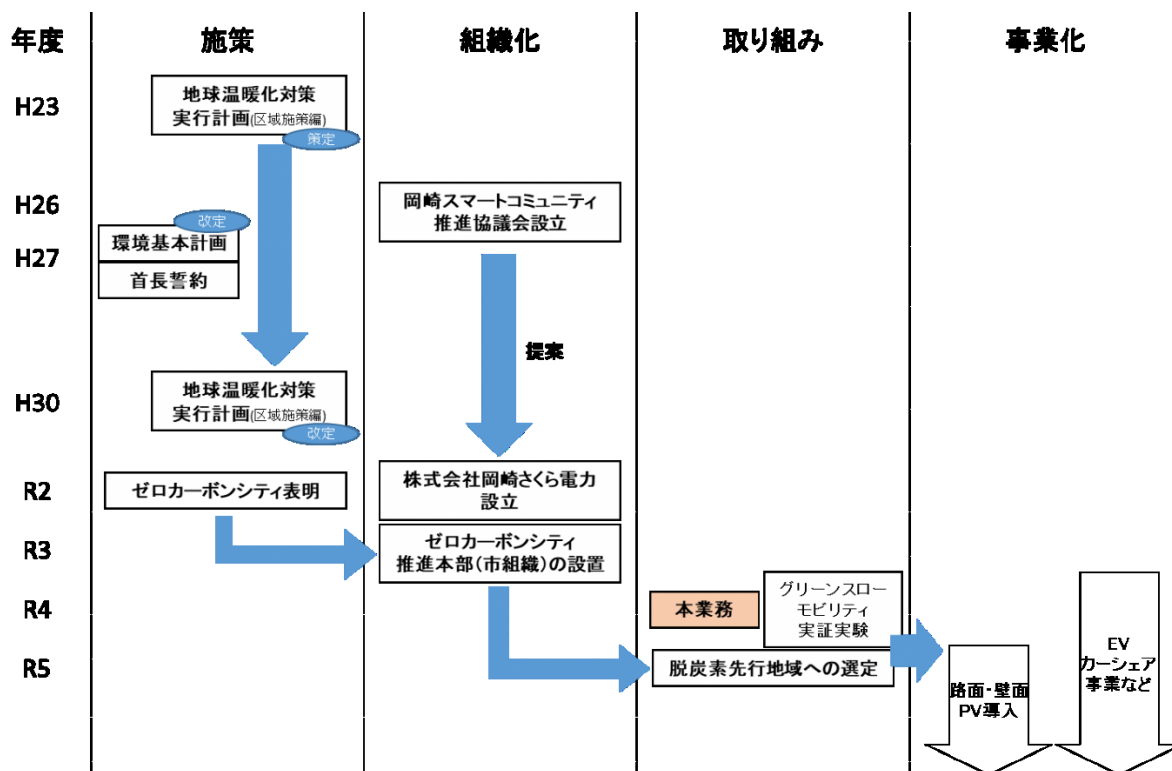 年度
施策
組織化
取り組み
事業化
H23
地球温暖化対策
実行計画(区域施策編)
策定
H26
岡崎スマートコミュニティ
推進協議会設立
改定
H27
環境基本計画
首長誓約
提案
H30
地球温暖化対策
実行計画(区域施策編)
改定
R2
ゼロカーボンシティ表明
株式会社岡崎さくら電力
設立
R3
ゼロカーボンシティ
推進本部(市組織)の設置
R4
本業務
グリーンスロー
モビリティ
実証実験
R5
脱炭素先行地域への選定
路面・壁面
PV導入
EV
カーシェア
事業など